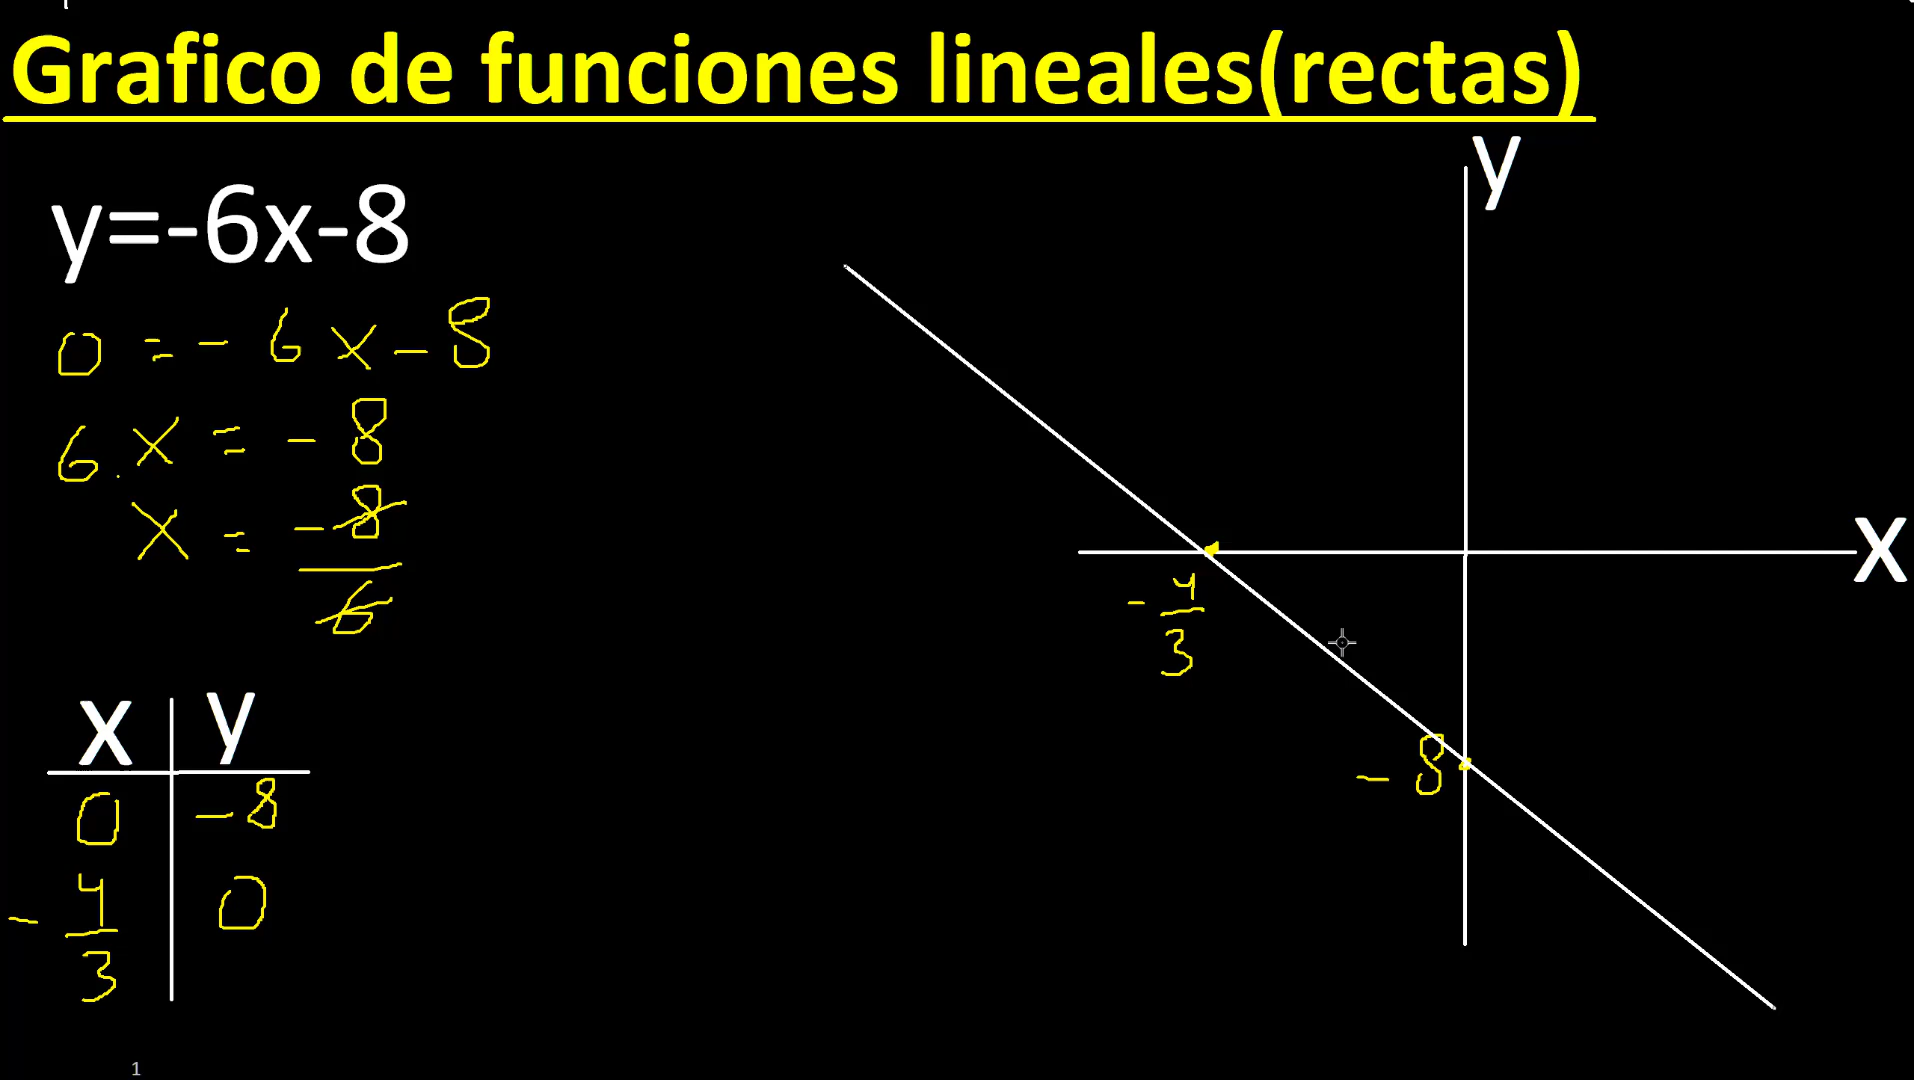 Grafico de funciones lineales(rectas)
y=-6x-8
0 = - 6x - 8
6.x = - 8
x = -8
6
x y
0 -8
- 4 0
3
y
x
- 4
3
- 8
1